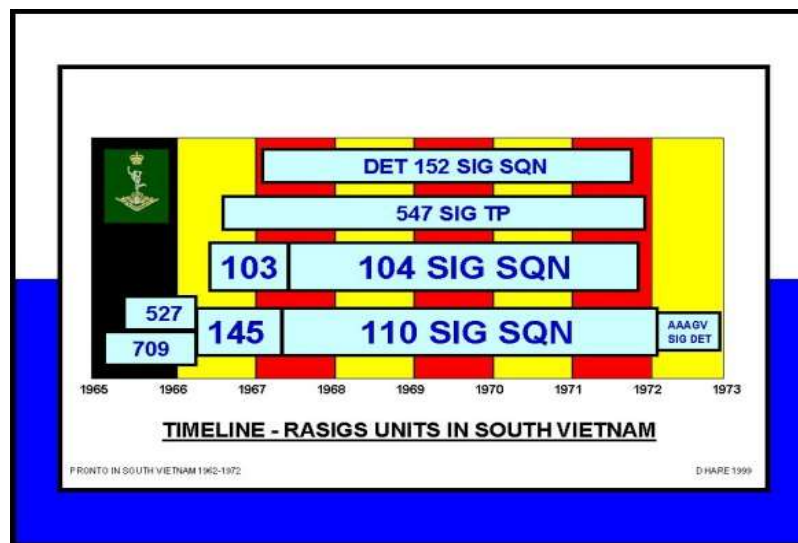 DET 152 SIG SQN
547 SIG TP
103
104 SIG SQN
527
709
145
110 SIG SQN
AAAGV
SIG DET
1965 1966 1967 1968 1969 1970 1971 1972 1973
TIMELINE - RASIGS UNITS IN SOUTH VIETNAM
PRONTO IN SOUTH VIETNAM 1962-1972
D HARE 1999